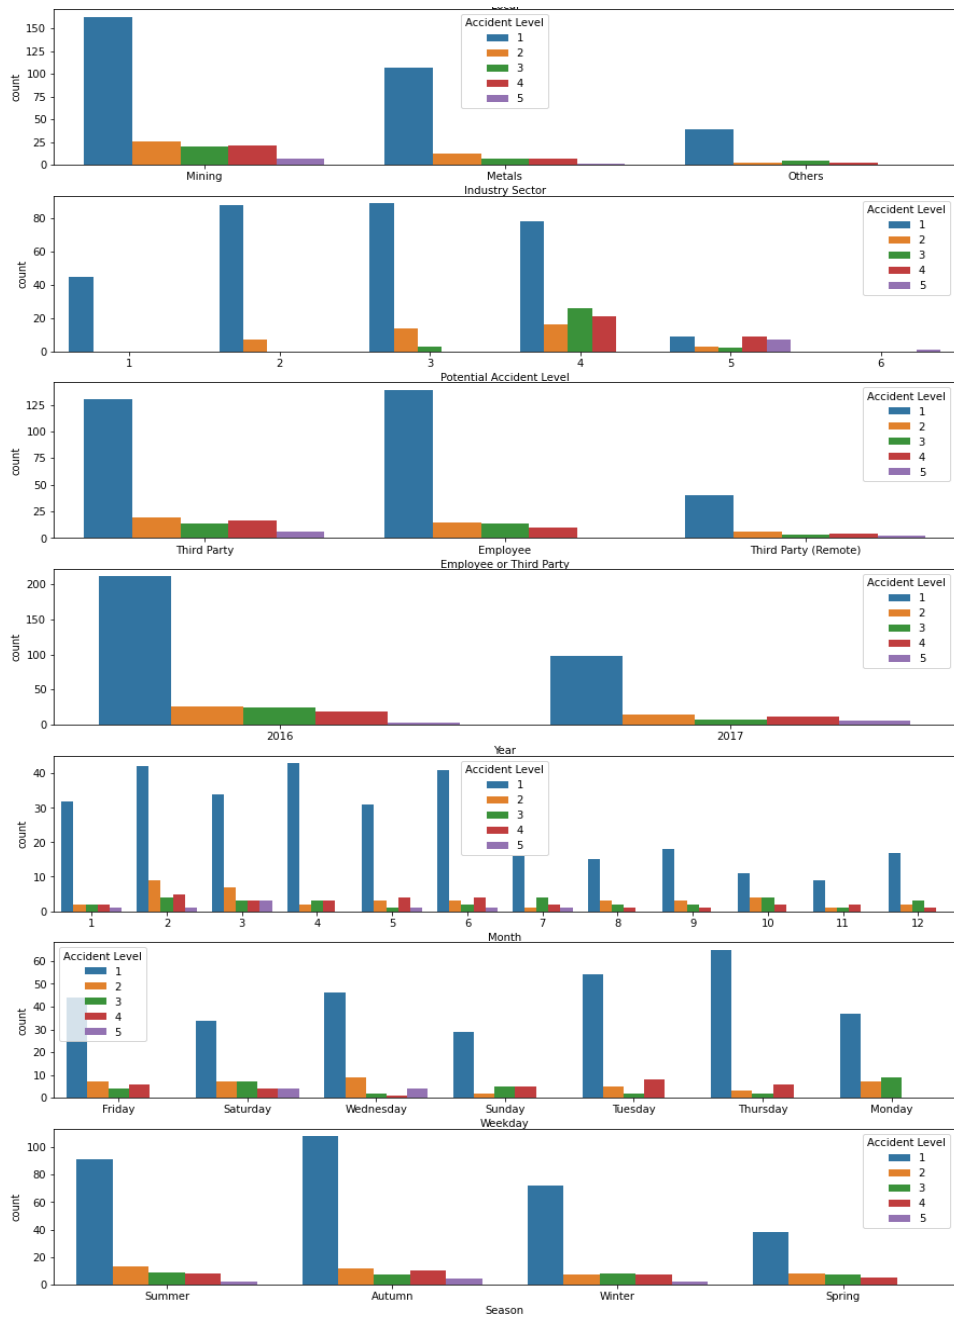 Local
Accident Level
1
2
3
4
5
150
125
100
75
50
25
0
count
Mining Metals Others
Industry Sector
Accident Level
1
2
3
4
5
80
60
40
20
0
count
1 2 3 4 5 6
Potential Accident Level
Accident Level
1
2
3
4
5
125
100
75
50
25
0
count
Third Party Employee Third Party (Remote)
Employee or Third Party
Accident Level
1
2
3
4
5
200
150
100
50
0
count
2016 2017
Year
Accident Level
1
2
3
4
5
40
30
20
10
0
count
1 2 3 4 5 6 7 8 9 10 11 12
Month
Accident Level
1
2
3
4
5
60
50
40
30
20
10
0
count
Friday Saturday Wednesday Sunday Tuesday Thursday Monday
Weekday
Accident Level
1
2
3
4
5
100
80
60
40
20
0
count
Summer Autumn Winter Spring
Season